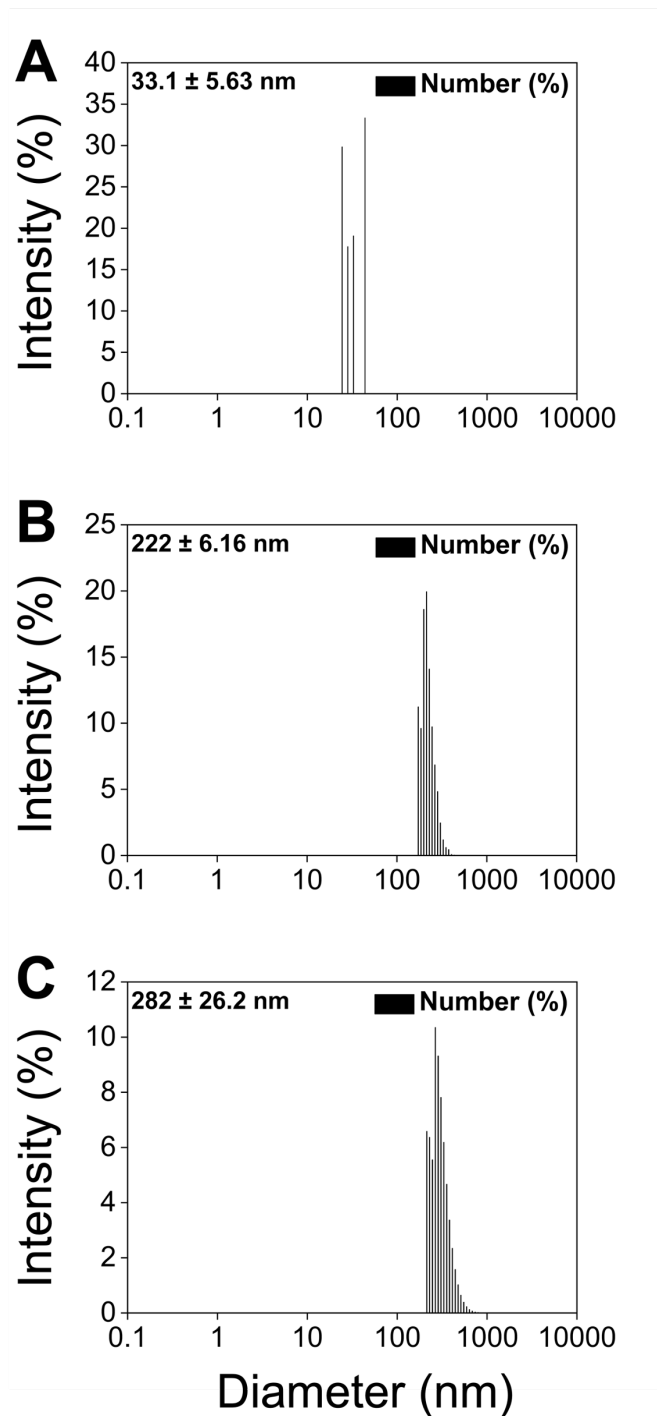 A
33.1 ± 5.63 nm
Number (%)
Intensity (%)
40
35
30
25
20
15
10
5
0
0.1 1 10 100 1000 10000
B
222 ± 6.16 nm
Number (%)
Intensity (%)
25
20
15
10
5
0
0.1 1 10 100 1000 10000
C
282 ± 26.2 nm
Number (%)
Intensity (%)
12
10
8
6
4
2
0
0.1 1 10 100 1000 10000
Diameter (nm)